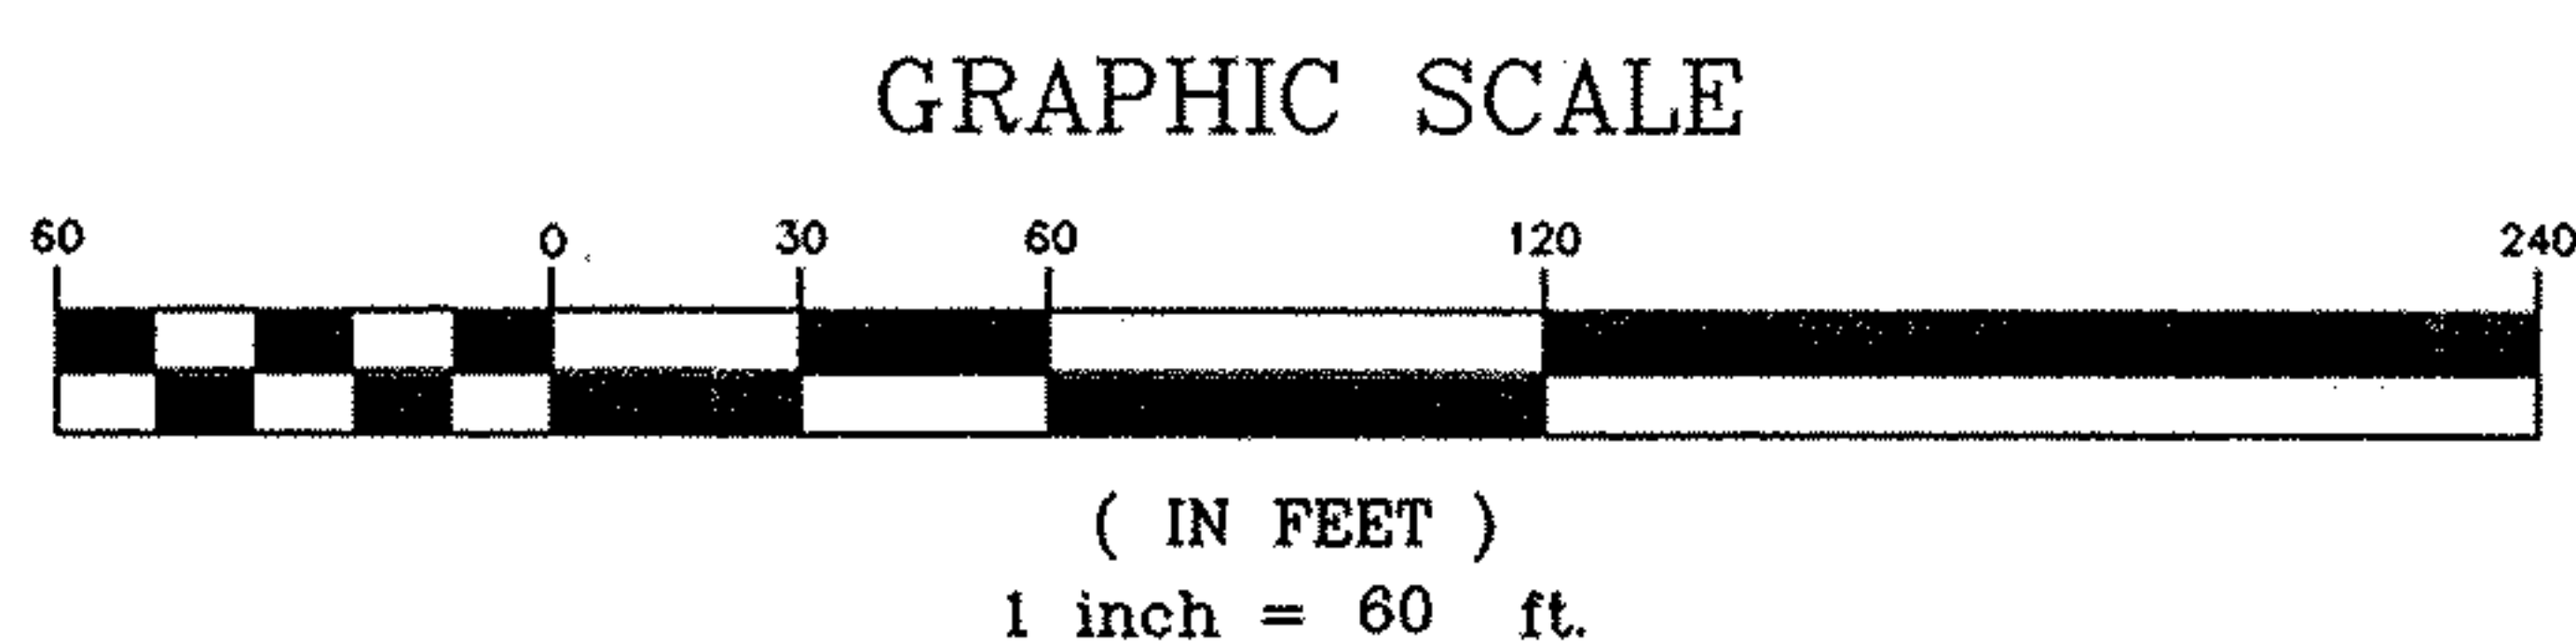 GRAPHIC SCALE
60 0 30 60 120 240
( IN FEET )
1 inch = 60 ft.